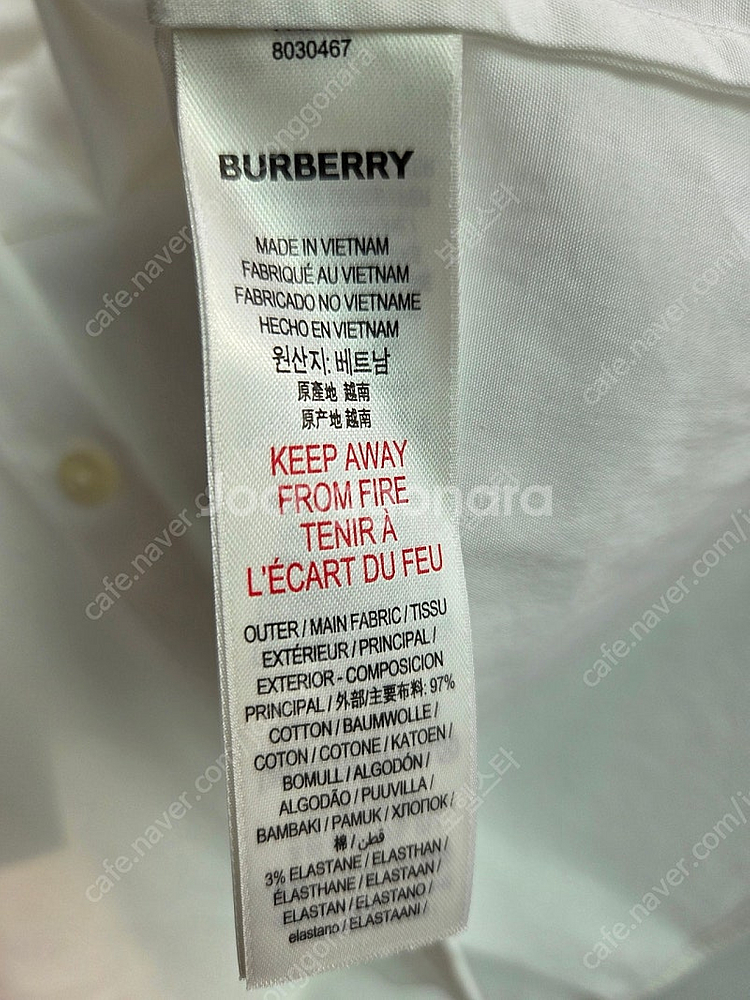 8030467
BURBERRY
MADE IN VIETNAM
FABRIQUÉ AU VIETNAM
FABRICADO NO VIETNAME
HECHO EN VIETNAM
원산지: 베트남
原產地 越南
原产地 越南
KEEP AWAY
FROM FIRE
TENIR À
L'ÉCART DU FEU
OUTER / MAIN FABRIC / TISSU
EXTÉRIEUR / PRINCIPAL /
EXTERIOR - COMPOSICION
PRINCIPAL / 外部/主要布料: 97%
COTTON / BAUMWOLLE /
COTON / COTONE / KATOEN /
BOMULL / ALGODÓN /
ALGODÃO / PUUVILLA /
BAMBAKI / PAMUK / ХЛОПОК /
棉 / قطن /
3% ELASTANE / ELASTHAN /
ÉLASTHANE / ELASTAAN /
ELASTAN / ELASTANO /
elastano / ELASTAANI /
joonggonara
cafe.naver.com/j